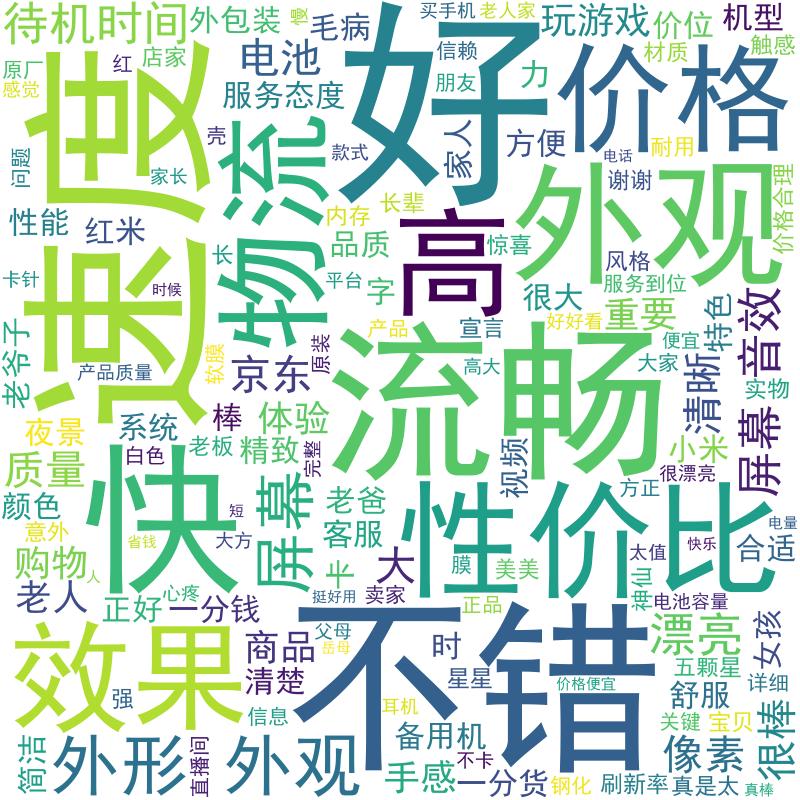 待机时间
外包装
毛病
买手机
老人家
玩游戏
价位
机型
慢
原厂
红
店家
电池
信赖
材质
触感
感觉
服务态度
朋友
力
好
价格
速度
壳
家人
方便
电话
耐用
问题
家长
物流
款式
谢谢
外观
价格合理
性能
红米
内存
长辈
高
品质
惊喜
风格
卡针
长
平台
字
很大
服务到位
重要
特色
屏幕音效
时候
老爷子
产品质量
软膜
京东
原装
产品
宣言
好好看
便宜
高大
流畅
大家
清晰
实物
夜景
系统
棒
体验
老板
精致
完整
视频
小米
很漂亮
质量
白色
快
屏幕
老爸
性价比
方正
颜色
短
客服
电量
意外
大方
省钱
半
大
膜
美美
太值
快乐
合适
购物
人
心疼
挺好用
卖家
正品
神仙
电池容量
老人
正好
一分钱
效果
商品
父母
岳母
不错
时
漂亮
女孩
清楚
星星
价格便宜
五颗星
强
信息
耳机
舒服
详细
关键
宝贝
简洁
外形
直播间
外观
备用机
手感
不卡
一分货
钢化
像素
刷新率
真是太
很棒
真棒